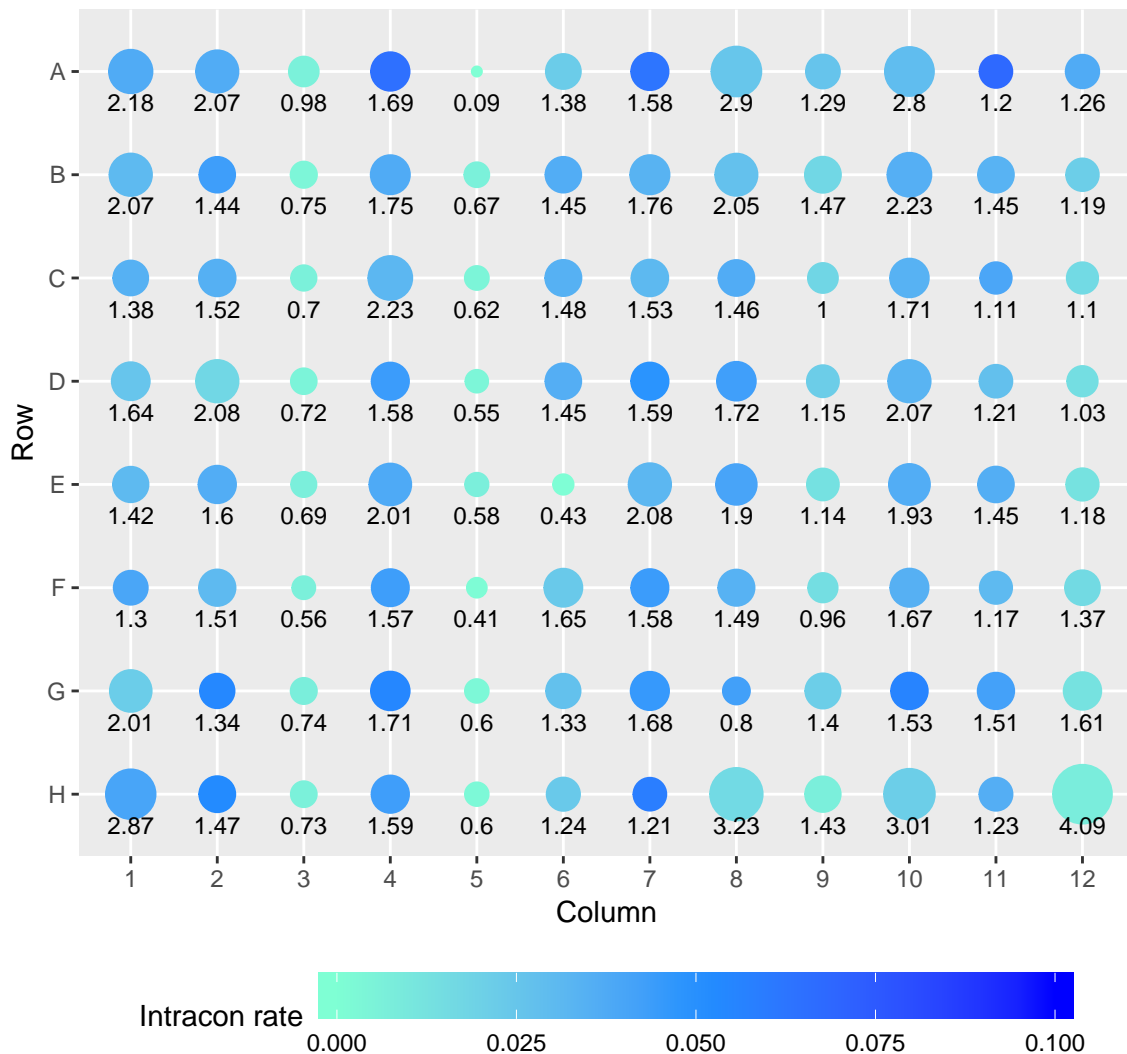 A
2.18 2.07 0.98 1.69 0.09 1.38 1.58 2.9 1.29 2.8 1.2 1.26
B
2.07 1.44 0.75 1.75 0.67 1.45 1.76 2.05 1.47 2.23 1.45 1.19
C
1.38 1.52 0.7 2.23 0.62 1.48 1.53 1.46 1 1.71 1.11 1.1
D
1.64 2.08 0.72 1.58 0.55 1.45 1.59 1.72 1.15 2.07 1.21 1.03
Row
E
1.42 1.6 0.69 2.01 0.58 0.43 2.08 1.9 1.14 1.93 1.45 1.18
F
1.3 1.51 0.56 1.57 0.41 1.65 1.58 1.49 0.96 1.67 1.17 1.37
G
2.01 1.34 0.74 1.71 0.6 1.33 1.68 0.8 1.4 1.53 1.51 1.61
H
2.87 1.47 0.73 1.59 0.6 1.24 1.21 3.23 1.43 3.01 1.23 4.09
1 2 3 4 5 6 7 8 9 10 11 12
Column
Intracon rate
0.000 0.025 0.050 0.075 0.100